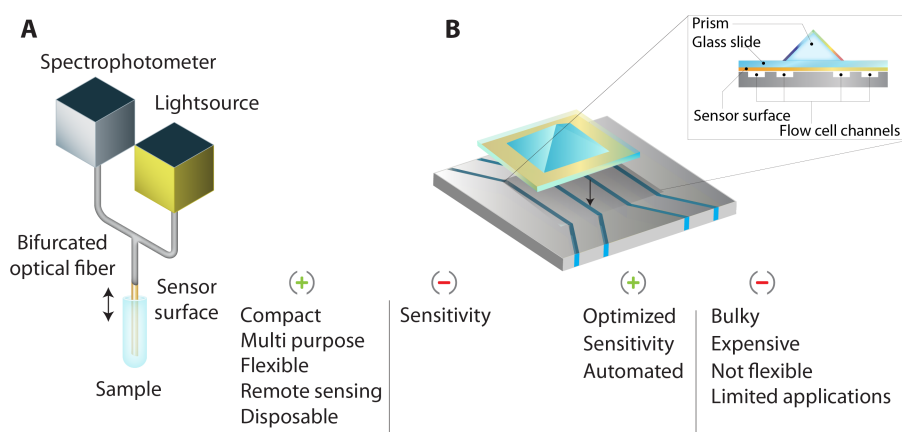 A
Spectrophotometer
Lightsource
Bifurcated
optical fiber
Sensor
surface
Sample
+
Compact
Multi purpose
Flexible
Remote sensing
Disposable
−
Sensitivity
B
Prism
Glass slide
Sensor surface
Flow cell channels
+
Optimized
Sensitivity
Automated
−
Bulky
Expensive
Not flexible
Limited applications